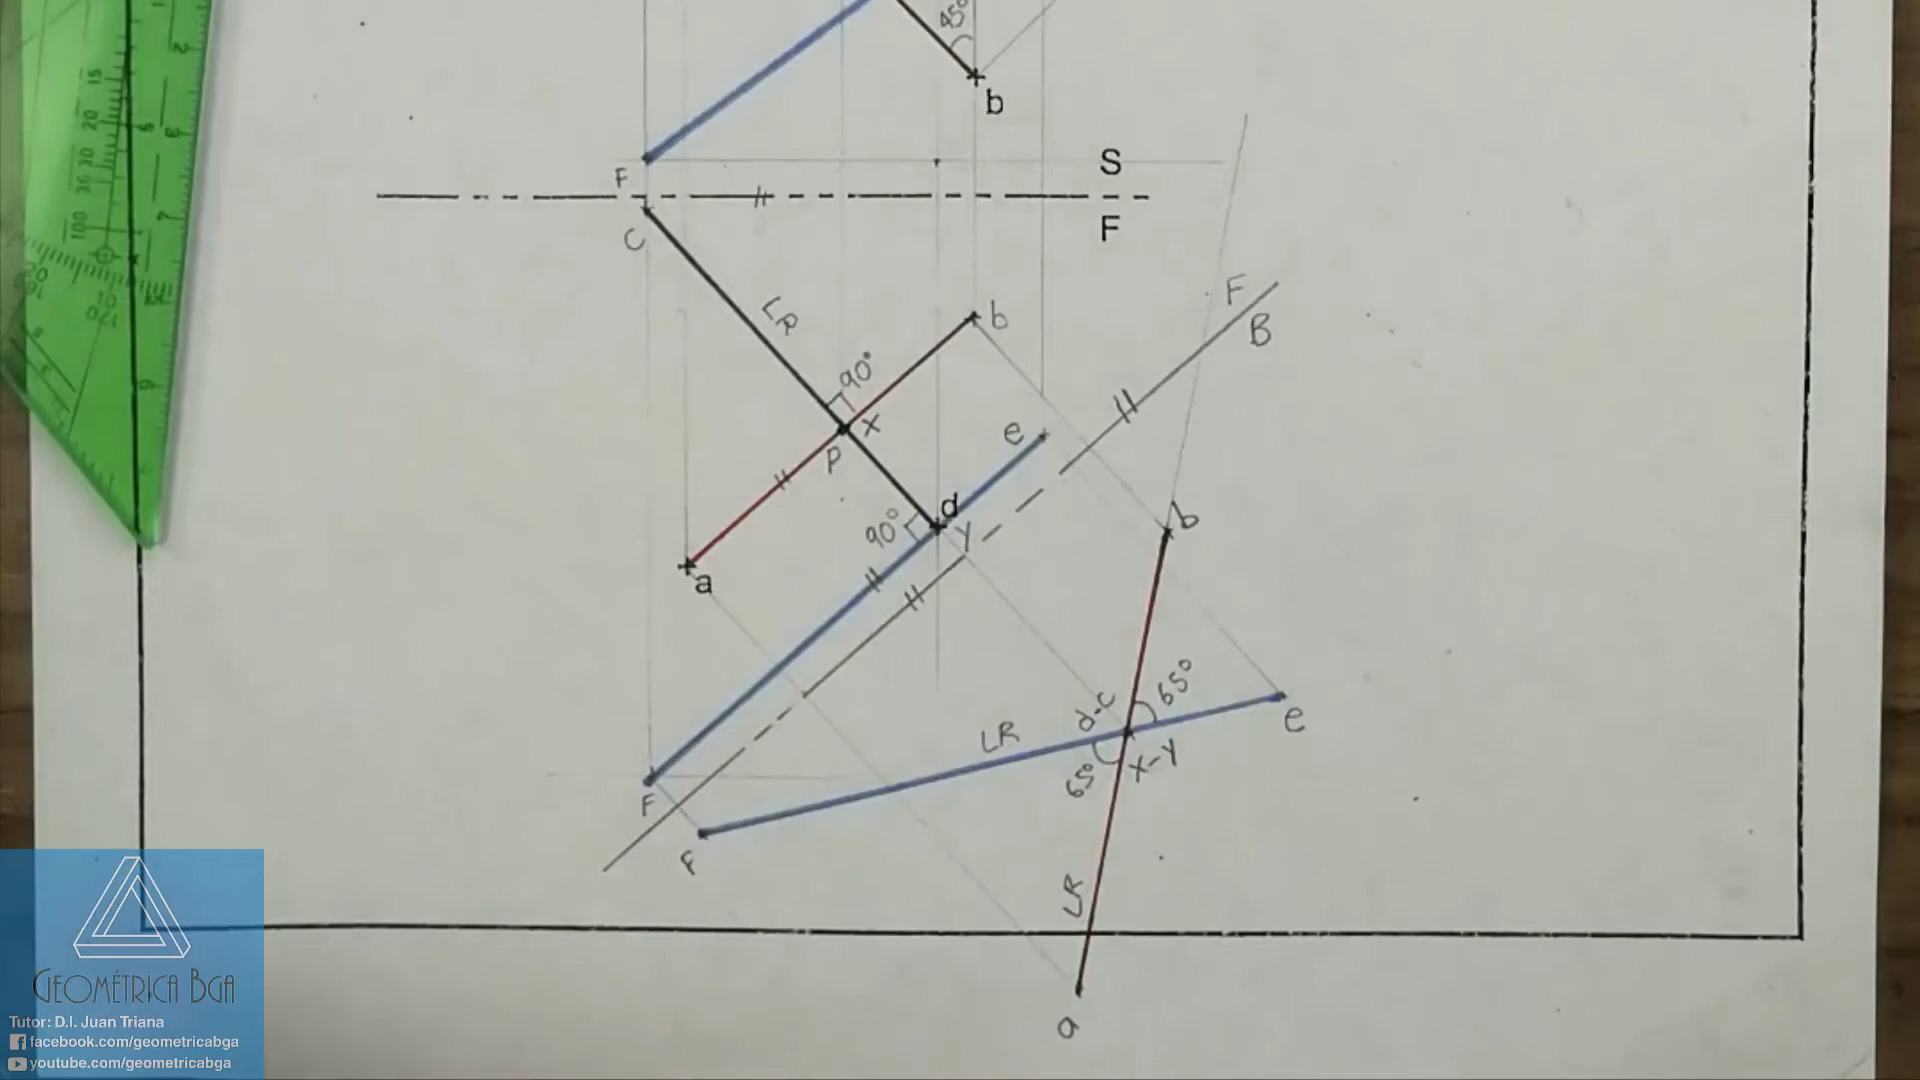 45°
b
F
S
F
C
LR
b
F
B
90°
X
P
e
d
90°
Y
a
b
65°
d-c
LR
e
65°
X-Y
F
F
LR
a
GEOMÉTRICA BGA
Tutor: D.I. Juan Triana
facebook.com/geometricabga
youtube.com/geometricabga